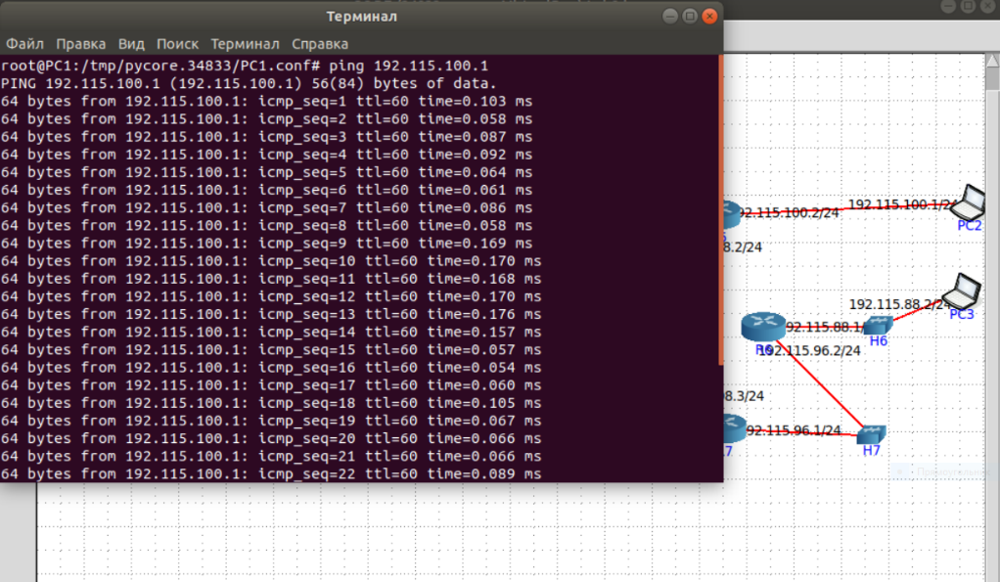 Терминал
Файл Правка Вид Поиск Терминал Справка
root@PC1:/tmp/pycore.34833/PC1.conf# ping 192.115.100.1
PING 192.115.100.1 (192.115.100.1) 56(84) bytes of data.
64 bytes from 192.115.100.1: icmp_seq=1 ttl=60 time=0.103 ms
64 bytes from 192.115.100.1: icmp_seq=2 ttl=60 time=0.058 ms
64 bytes from 192.115.100.1: icmp_seq=3 ttl=60 time=0.087 ms
64 bytes from 192.115.100.1: icmp_seq=4 ttl=60 time=0.092 ms
64 bytes from 192.115.100.1: icmp_seq=5 ttl=60 time=0.064 ms
64 bytes from 192.115.100.1: icmp_seq=6 ttl=60 time=0.061 ms
64 bytes from 192.115.100.1: icmp_seq=7 ttl=60 time=0.086 ms
64 bytes from 192.115.100.1: icmp_seq=8 ttl=60 time=0.058 ms
64 bytes from 192.115.100.1: icmp_seq=9 ttl=60 time=0.169 ms
64 bytes from 192.115.100.1: icmp_seq=10 ttl=60 time=0.170 ms
64 bytes from 192.115.100.1: icmp_seq=11 ttl=60 time=0.168 ms
64 bytes from 192.115.100.1: icmp_seq=12 ttl=60 time=0.170 ms
64 bytes from 192.115.100.1: icmp_seq=13 ttl=60 time=0.176 ms
64 bytes from 192.115.100.1: icmp_seq=14 ttl=60 time=0.157 ms
64 bytes from 192.115.100.1: icmp_seq=15 ttl=60 time=0.057 ms
64 bytes from 192.115.100.1: icmp_seq=16 ttl=60 time=0.054 ms
64 bytes from 192.115.100.1: icmp_seq=17 ttl=60 time=0.060 ms
64 bytes from 192.115.100.1: icmp_seq=18 ttl=60 time=0.105 ms
64 bytes from 192.115.100.1: icmp_seq=19 ttl=60 time=0.067 ms
64 bytes from 192.115.100.1: icmp_seq=20 ttl=60 time=0.066 ms
64 bytes from 192.115.100.1: icmp_seq=21 ttl=60 time=0.066 ms
64 bytes from 192.115.100.1: icmp_seq=22 ttl=60 time=0.089 ms
92.115.100.2/24 192.115.100.1/24
PC2
8.2/24
192.115.88.2/24
PC3
92.115.88.1/
H6
192.115.96.2/24
8.3/24
92.115.96.1/24
7
H7